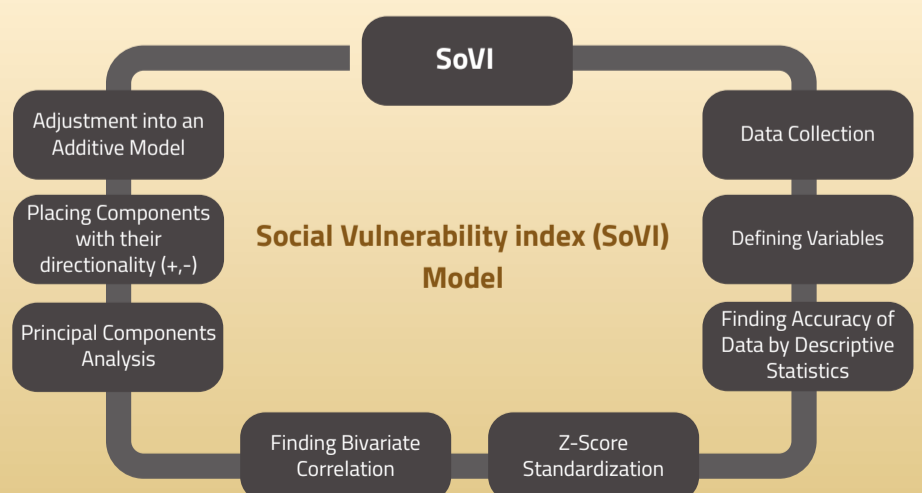 SoVI
Data Collection
Defining Variables
Finding Accuracy of
Data by Descriptive
Statistics
Z-Score
Standardization
Finding Bivariate
Correlation
Principal Components
Analysis
Placing Components
with their
directionality (+,-)
Adjustment into an
Additive Model
Social Vulnerability index (SoVI)
Model